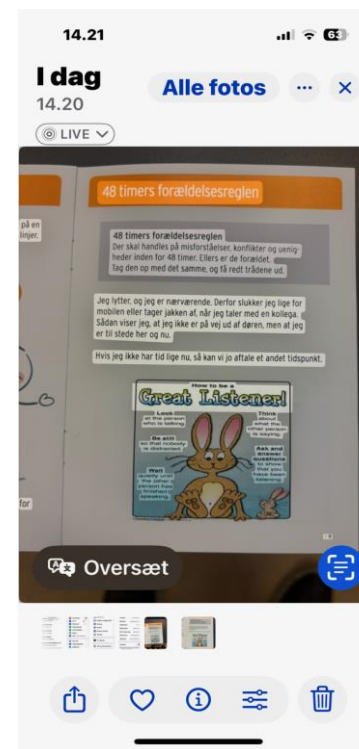 14.21
63
I dag
14.20
Alle fotos
LIVE
på en
linjer.
48 timers forældelsesreglen
48 timers forældelsesreglen
Der skal handles på misforståelser, konflikter og uenig-
heder inden for 48 timer. Ellers er de forældet.
Tag den op med det samme, og få redt trådene ud.
Jeg lytter, og jeg er nærværende. Derfor slukker jeg lige for
mobilen eller tager jakken af, når jeg taler med en kollega.
Sådan viser jeg, at jeg ikke er på vej ud af døren, men at jeg
er til stede her og nu.
Hvis jeg ikke har tid lige nu, så kan vi jo aftale et andet tidspunkt.
How to be a
Great Listener!
Look
at the person
who is talking.
Be still
so that nobody
is distracted.
Wait
quietly until
the other
person has
finished
speaking.
Think
about
what the
other person
is saying.
Ask and
answer
questions
to show
that you
have been
listening.
for
Oversæt